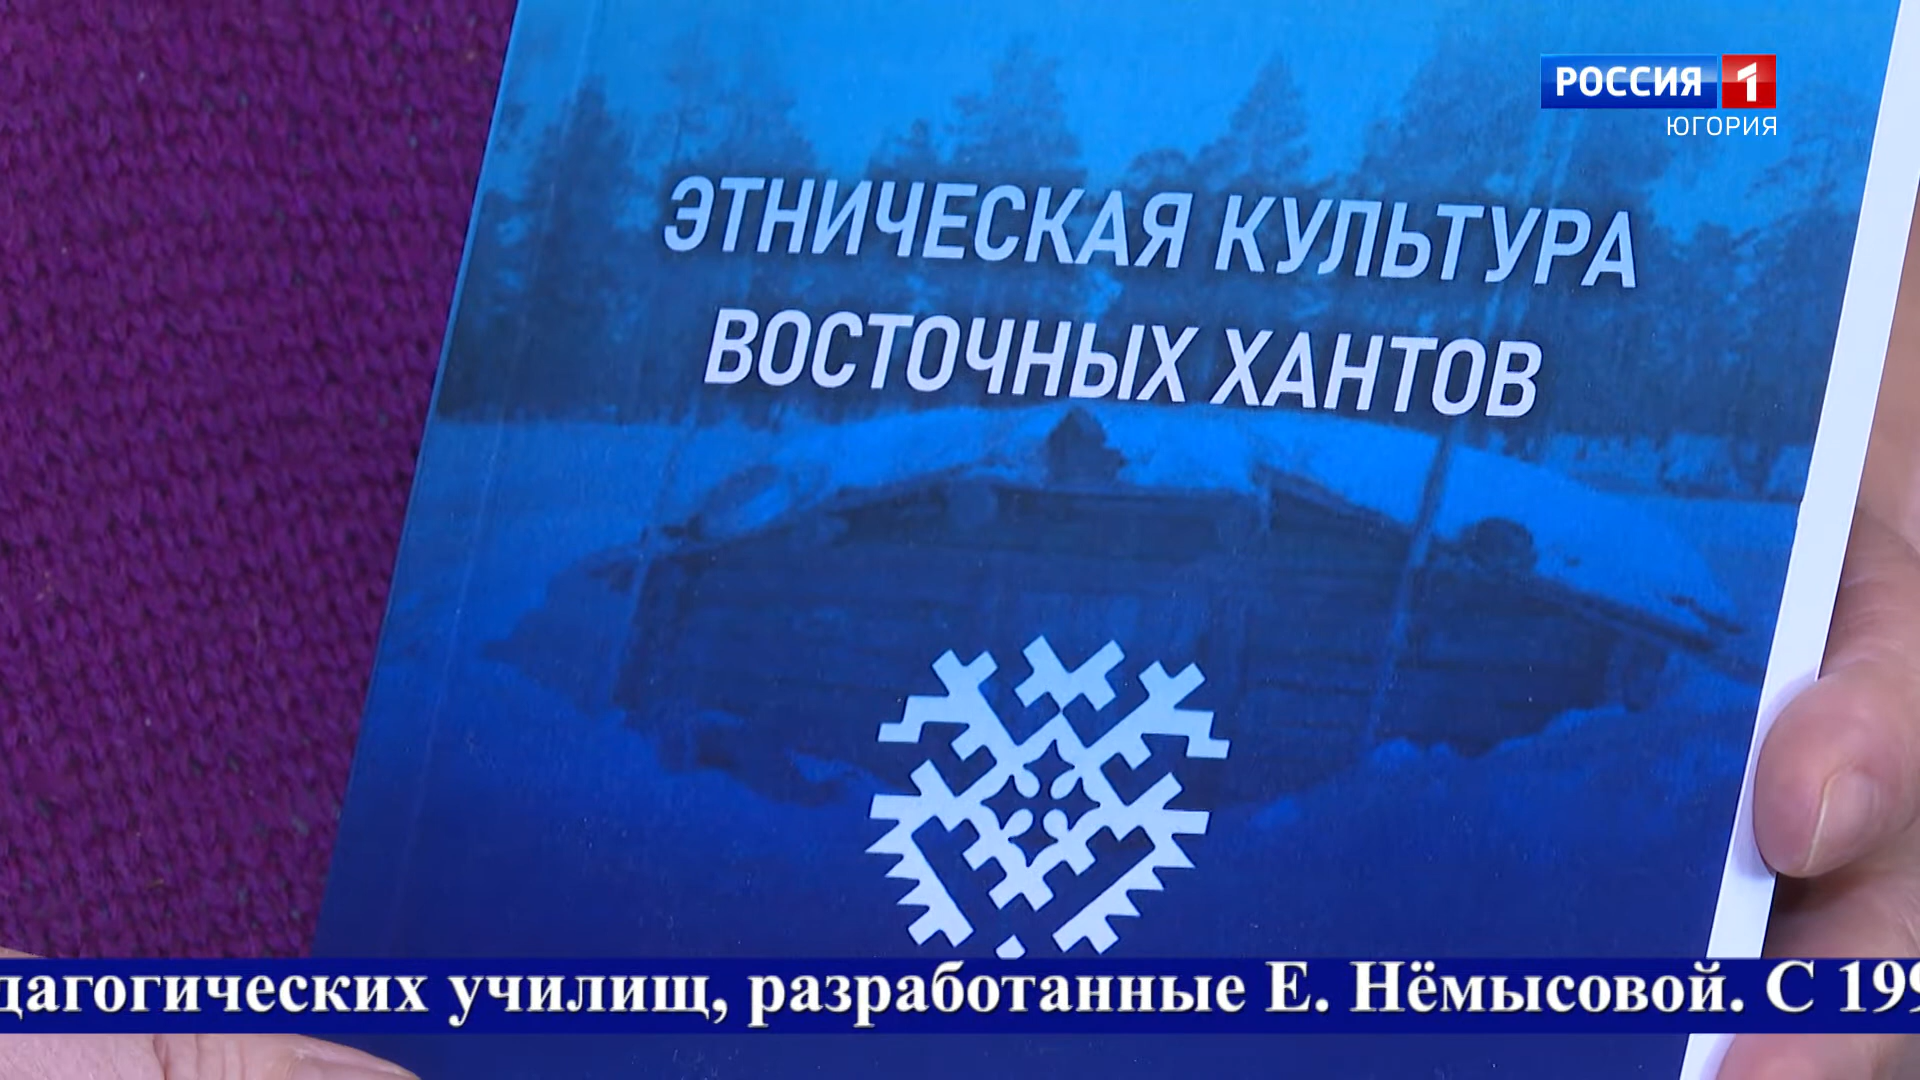 РОССИЯ 1
ЮГОРИЯ
ЭТНИЧЕСКАЯ КУЛЬТУРА
ВОСТОЧНЫХ ХАНТОВ
дагогических училищ, разработанные Е. Нёмысовой. С 199